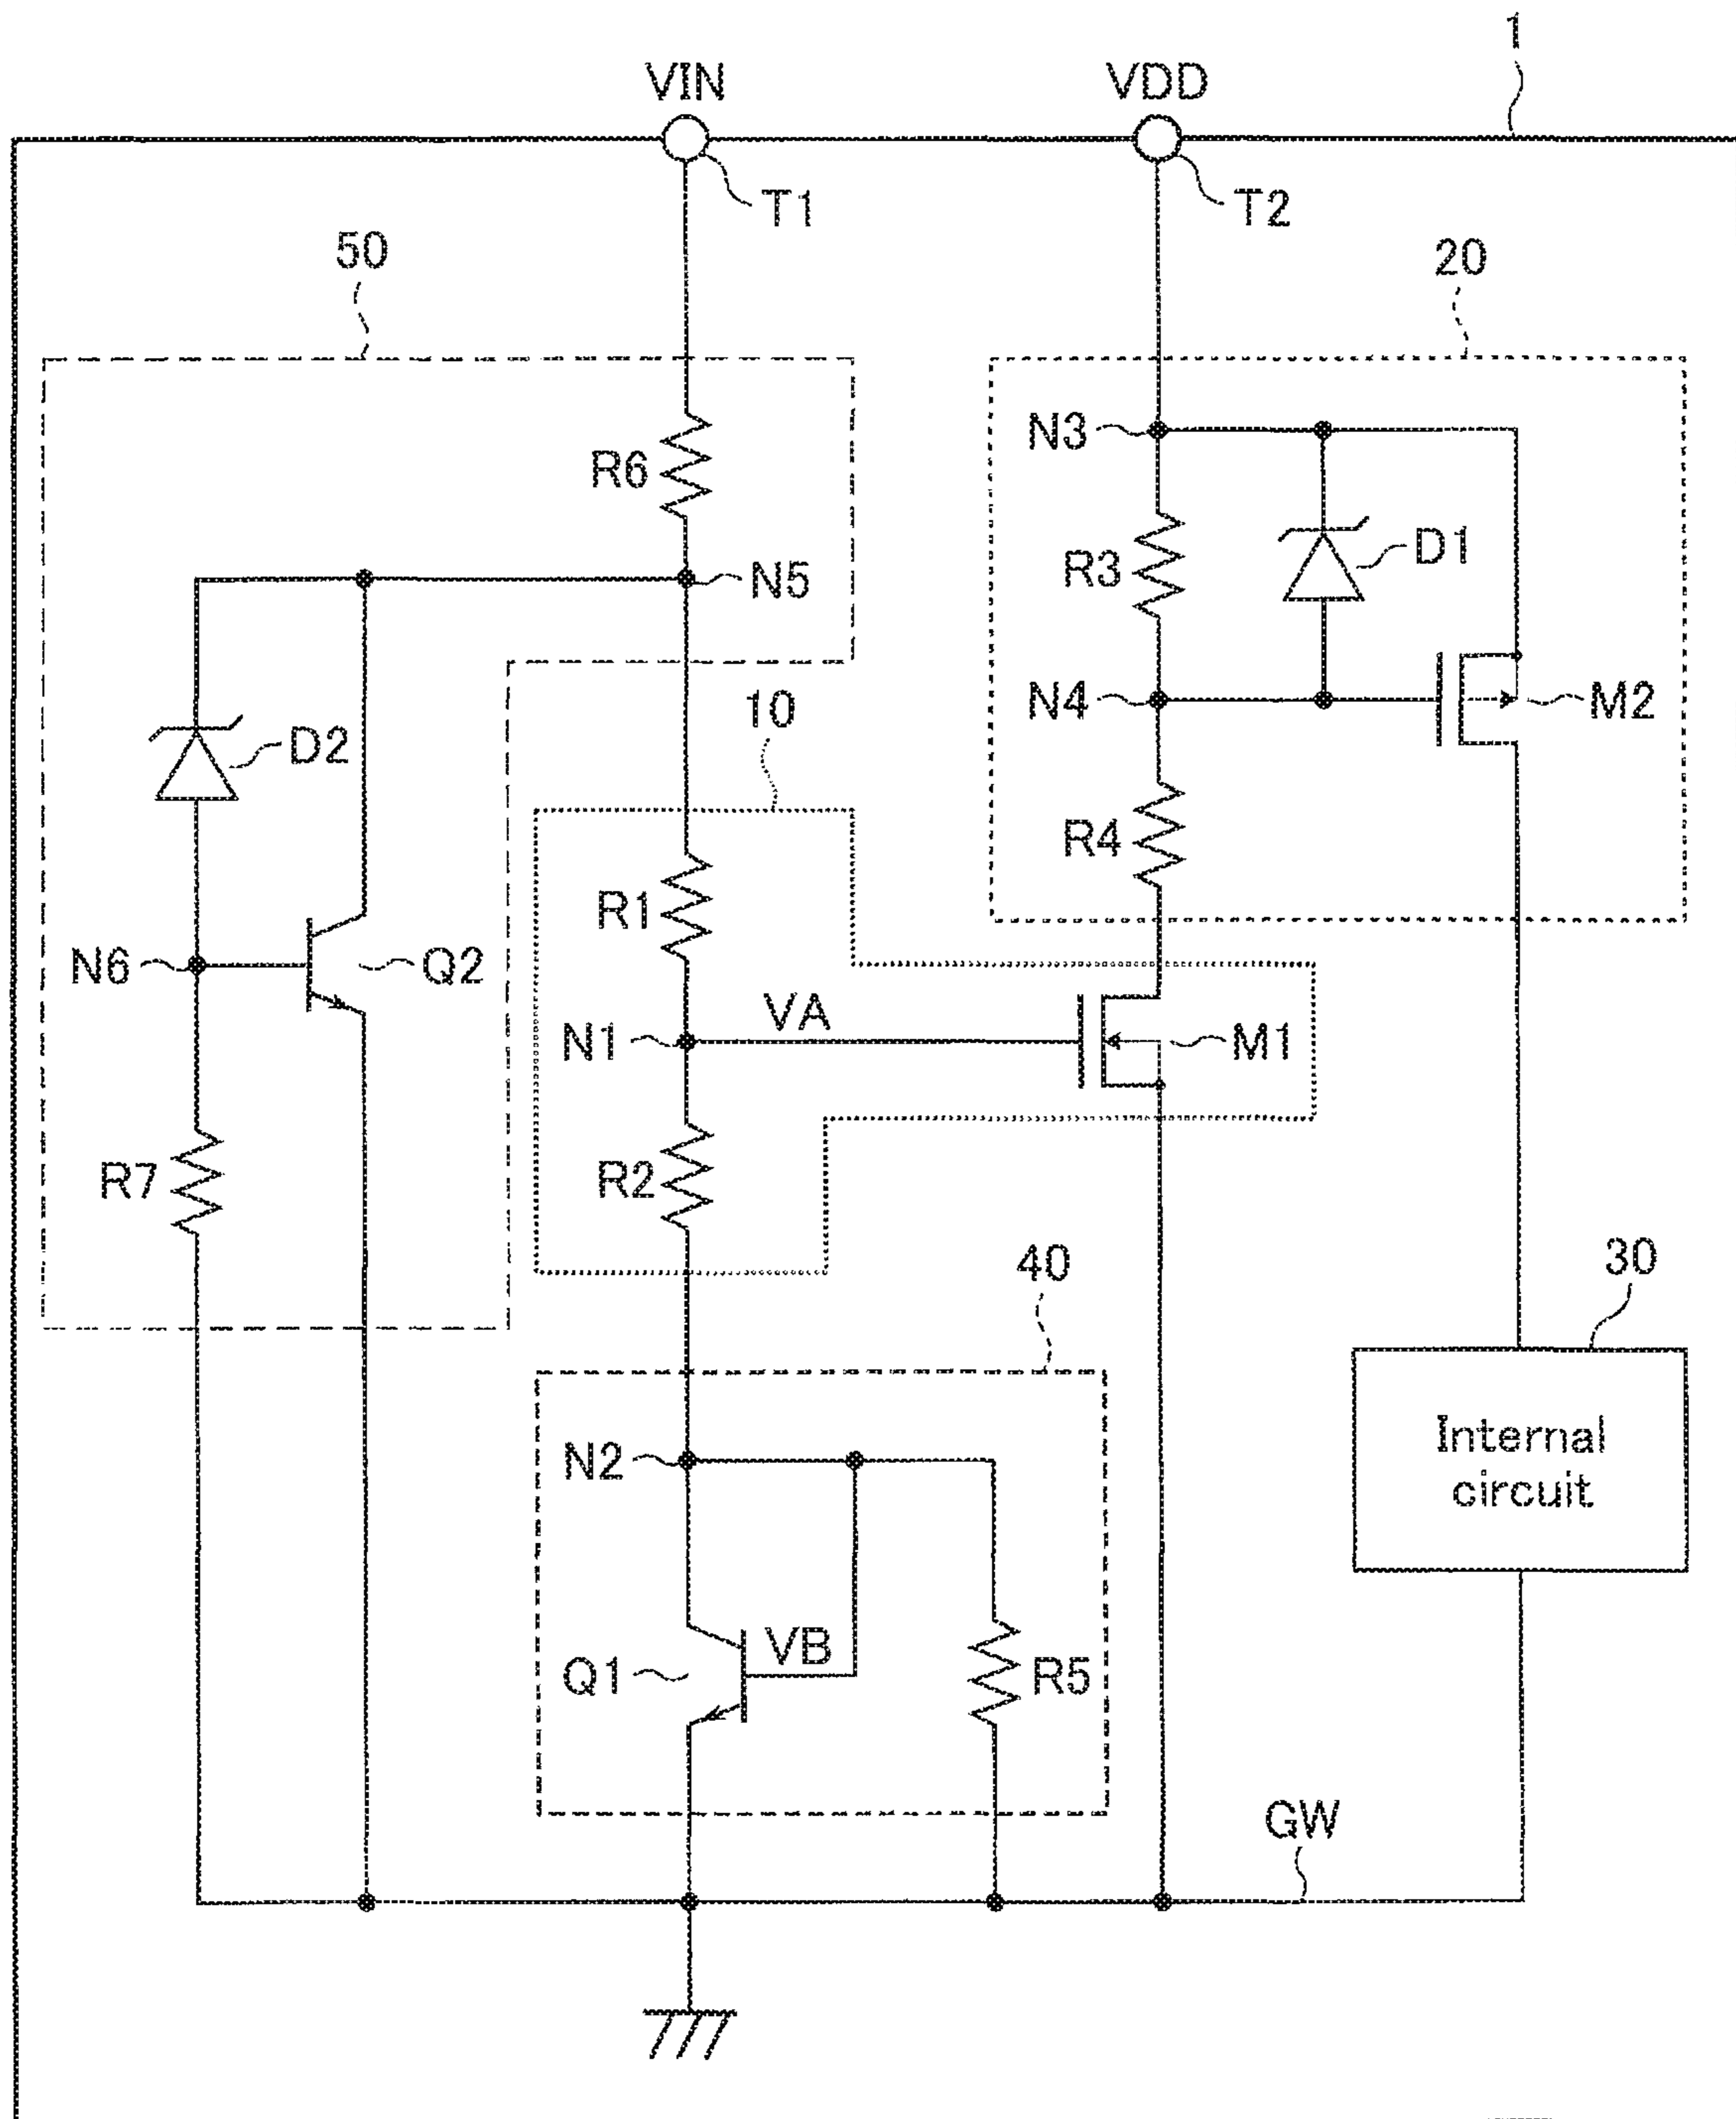 1
VIN
VDD
T1
T2
50
20
N3
R6
R3
D1
N5
N4
M2
10
D2
R4
R1
N6
Q2
VA
N1
M1
R2
R7
40
30
Internal
circuit
N2
VB
Q1
R5
GW